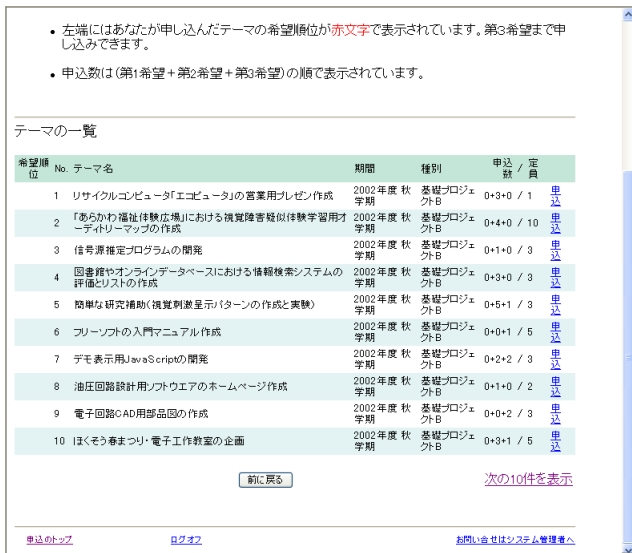 • 左端にはあなたが申し込んだテーマの希望順位が赤文字で表示されています。第3希望まで申
し込みできます。
• 申込数は(第1希望+第2希望+第3希望)の順で表示されています。
テーマの一覧
希望順位 No. テーマ名 期間 種別 申込数 / 定員
1 リサイクルコンピュータ「エコピュータ」の営業用プレゼン作成 2002年度 秋学期 基礎プロジェクトB 0+3+0 / 1 申込
2 「あらかわ福祉体験広場」における視覚障害疑似体験学習用オーディトリーマップの作成 2002年度 秋学期 基礎プロジェクトB 0+4+0 / 10 申込
3 信号源推定プログラムの開発 2002年度 秋学期 基礎プロジェクトB 0+1+0 / 3 申込
4 図書館やオンラインデータベースにおける情報検索システムの評価とリストの作成 2002年度 秋学期 基礎プロジェクトB 0+3+0 / 3 申込
5 簡単な研究補助(視覚刺激呈示パターンの作成と実験) 2002年度 秋学期 基礎プロジェクトB 0+5+1 / 3 申込
6 フリーソフトの入門マニュアル作成 2002年度 秋学期 基礎プロジェクトB 0+0+1 / 5 申込
7 デモ表示用JavaScriptの開発 2002年度 秋学期 基礎プロジェクトB 0+2+2 / 3 申込
8 油圧回路設計用ソフトウエアのホームページ作成 2002年度 秋学期 基礎プロジェクトB 0+1+0 / 2 申込
9 電子回路CAD用部品図の作成 2002年度 秋学期 基礎プロジェクトB 0+0+2 / 3 申込
10 ほくそう春まつり・電子工作教室の企画 2002年度 秋学期 基礎プロジェクトB 0+3+1 / 5 申込
前に戻る 次の10件を表示
申込のトップ ログオフ お問い合せはシステム管理者へ